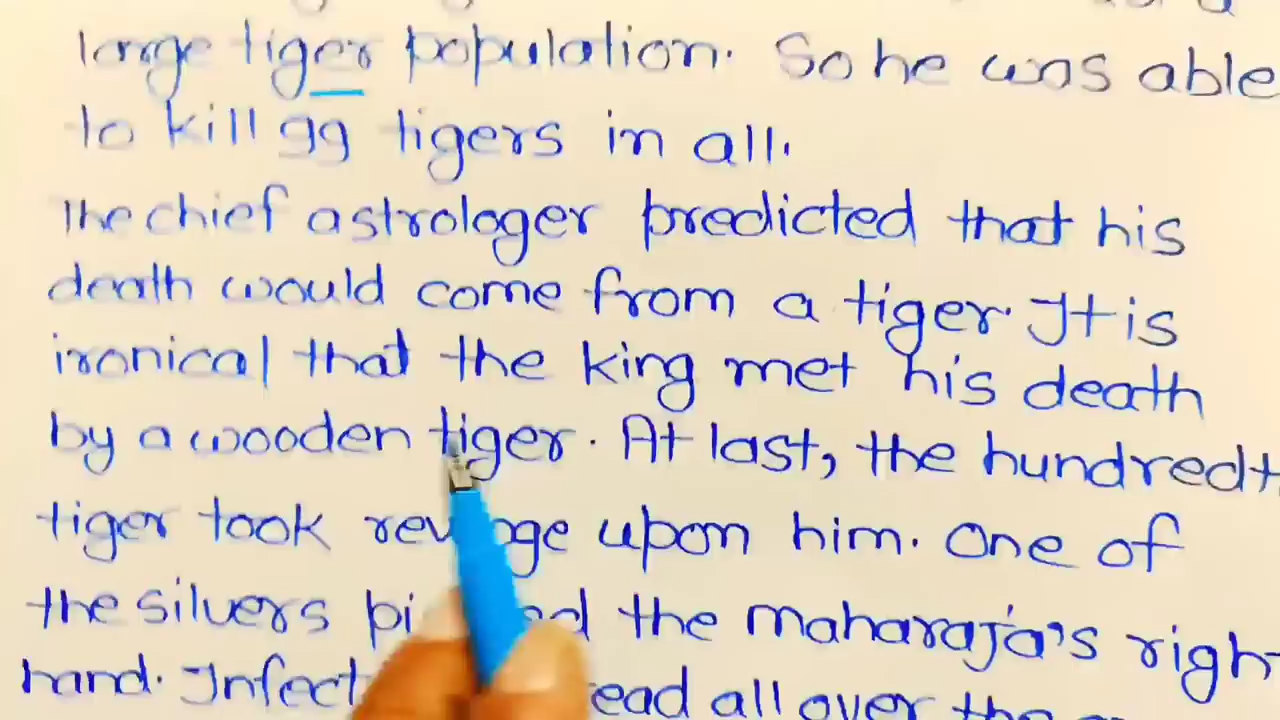 large tiger population. So he was able
to kill 99 tigers in all.
The chief astrologer predicted that his
death would come from a tiger. It is
ironical that the king met his death
by a wooden tiger. At last, the hundredt
tiger took upon him. One of
the silvers the maharaja's righ
hand. all over the